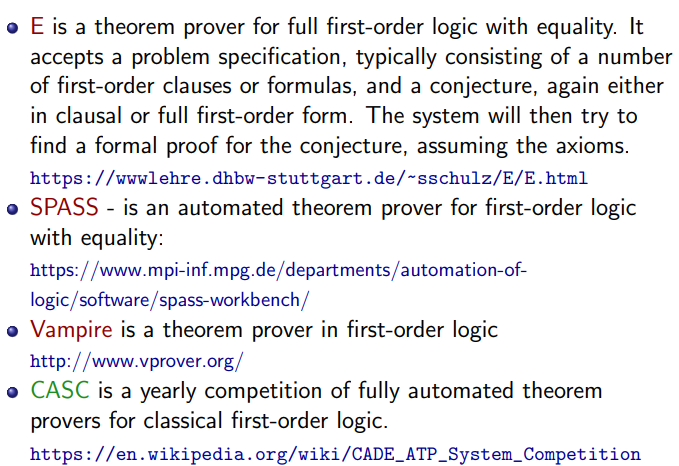 E is a theorem prover for full first-order logic with equality. It
accepts a problem specification, typically consisting of a number
of first-order clauses or formulas, and a conjecture, again either
in clausal or full first-order form. The system will then try to
find a formal proof for the conjecture, assuming the axioms.
https://wwwlehre.dhbw-stuttgart.de/~sschulz/E/E.html
SPASS - is an automated theorem prover for first-order logic
with equality:
https://www.mpi-inf.mpg.de/departments/automation-of-
logic/software/spass-workbench/
Vampire is a theorem prover in first-order logic
http://www.vprover.org/
CASC is a yearly competition of fully automated theorem
provers for classical first-order logic.
https://en.wikipedia.org/wiki/CADE_ATP_System_Competition